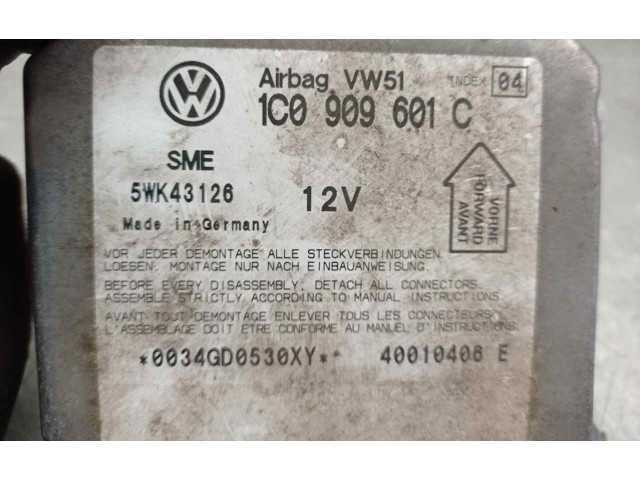 Airbag VW51 INDEX 04
1C0 909 601 C
SME
5WK43126 12V
Made in Germany
VORNE
FORWARD
AVANT
VOR JEDER DEMONTAGE ALLE STECKVERBINDUNGEN
LOESEN. MONTAGE NUR NACH EINBAUANWEISUNG.
BEFORE EVERY DISASSEMBLY, DETACH ALL CONNECTORS.
ASSEMBLE STRICTLY ACCORDING TO MANUAL INSTRUCTIONS.
AVANT TOUT DEMONTAGE ENLEVER TOUS LES CONNECTEURS.
L'ASSEMBLAGE DOIT ETRE CONFORME AU MANUEL D'INSTRUCTIONS.
*0034GD0530XY* 40010406 E